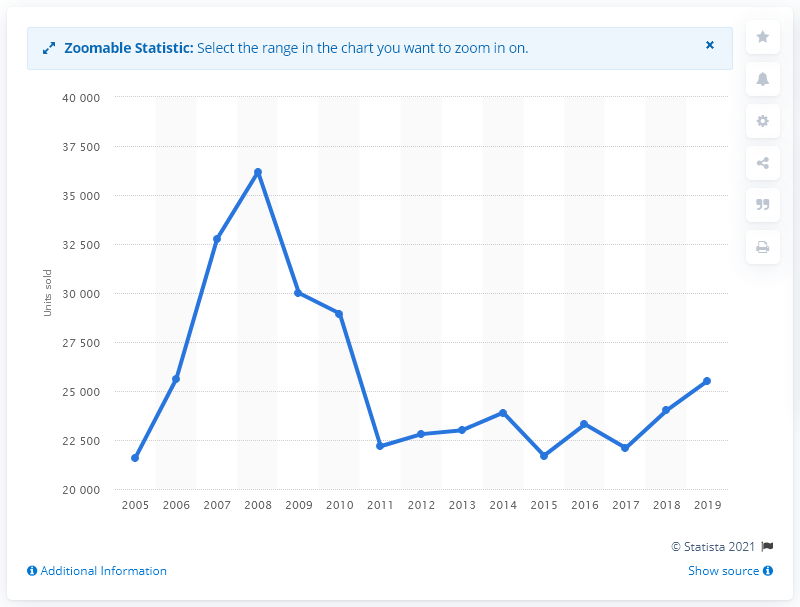 Zoomable Statistic: Select the range in the chart you want to zoom in on.
×
40 000
37 500
35 000
32 500
30 000
27 500
25 000
22 500
20 000
Units sold
2005 2006 2007 2008 2009 2010 2011 2012 2013 2014 2015 2016 2017 2018 2019
© Statista 2021
Additional Information
Show source